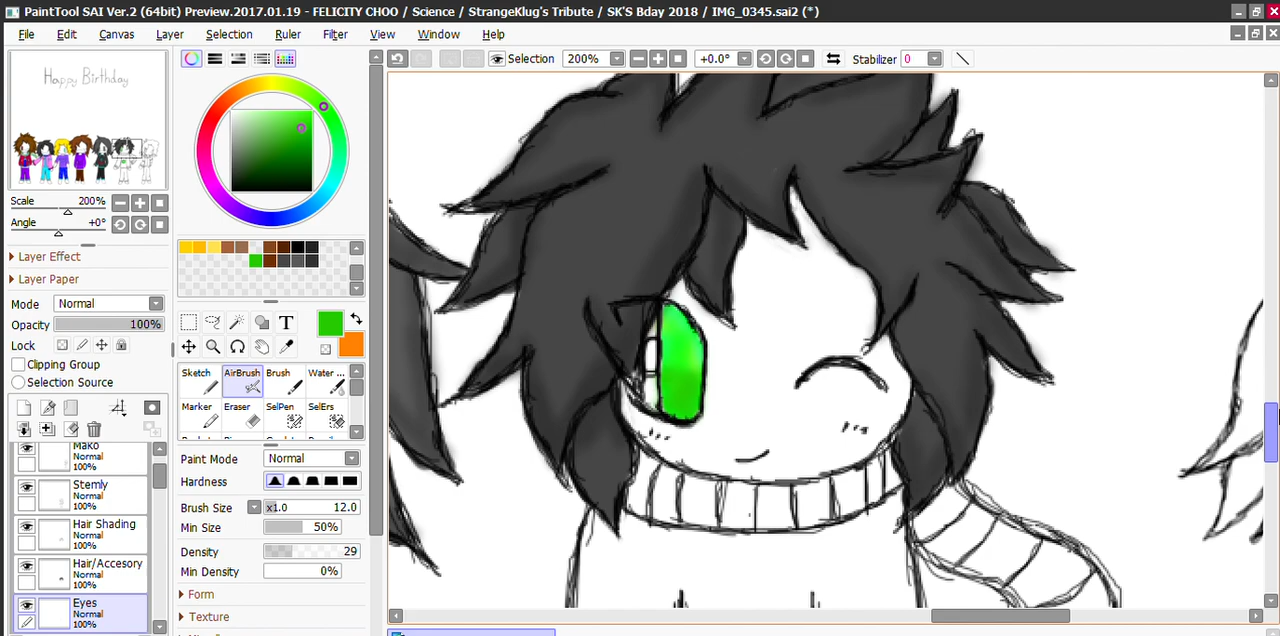 PaintTool SAI Ver.2 (64bit) Preview.2017.01.19 - FELICITY CHOO / Science / StrangeKlug's Tribute / SK'S Bday 2018 / IMG_0345.sai2 (*)
File Edit Canvas Layer Selection Ruler Filter View Window Help
Selection 200% +0.0° Stabilizer 0
Happy Birthday
Scale 200%
Angle +0°
Layer Effect
Layer Paper
Mode Normal
Opacity 100%
Lock
Clipping Group
Selection Source
Mako
Normal
100%
Stemly
Normal
100%
Hair Shading
Normal
100%
Hair/Accesory
Normal
100%
Eyes
Normal
100%
T
Sketch AirBrush Brush Water ...
Marker Eraser SelPen SelErs
Paint Mode Normal
Hardness
Brush Size x1.0 12.0
Min Size 50%
Density 29
Min Density 0%
Form
Texture